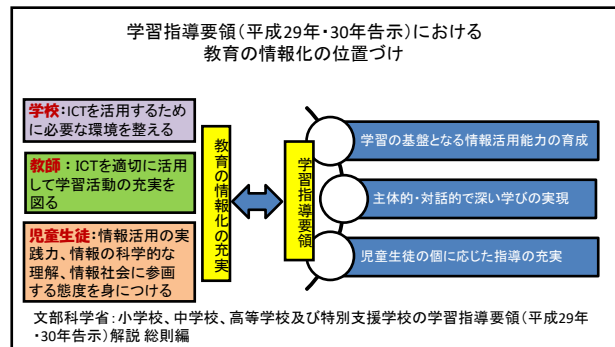 学習指導要領(平成29年・30年告示)における
教育の情報化の位置づけ
学校:ICTを活用するため
に必要な環境を整える
教師:ICTを適切に活用
して学習活動の充実を
図る
児童生徒:情報活用の実
践力、情報の科学的な
理解、情報社会に参画
する態度を身につける
教育の情報化の充実
学習指導要領
学習の基盤となる情報活用能力の育成
主体的・対話的で深い学びの実現
児童生徒の個に応じた指導の充実
文部科学省:小学校、中学校、高等学校及び特別支援学校の学習指導要領(平成29年
・30年告示)解説 総則編